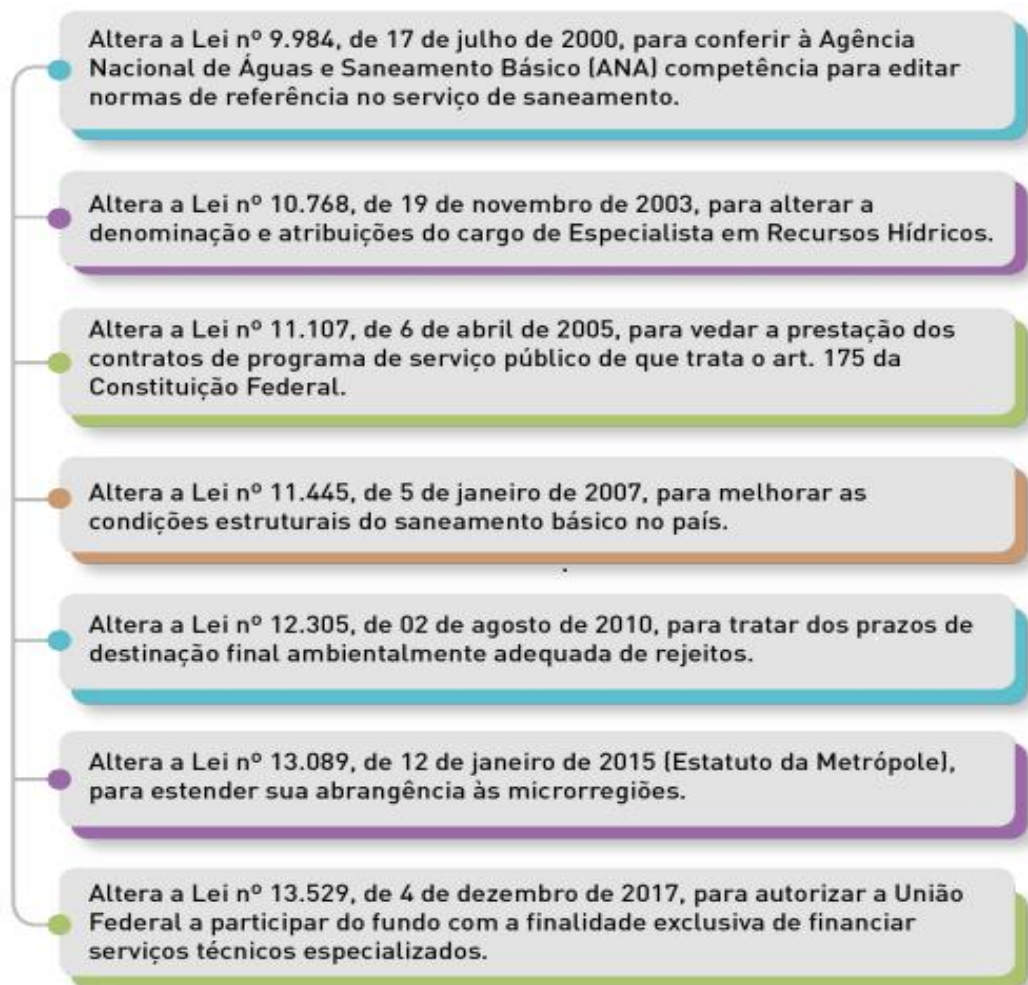 Altera a Lei nº 9.984, de 17 de julho de 2000, para conferir à Agência
Nacional de Águas e Saneamento Básico (ANA) competência para editar
normas de referência no serviço de saneamento.
Altera a Lei nº 10.768, de 19 de novembro de 2003, para alterar a
denominação e atribuições do cargo de Especialista em Recursos Hídricos.
Altera a Lei nº 11.107, de 6 de abril de 2005, para vedar a prestação dos
contratos de programa de serviço público de que trata o art. 175 da
Constituição Federal.
Altera a Lei nº 11.445, de 5 de janeiro de 2007, para melhorar as
condições estruturais do saneamento básico no país.
.
Altera a Lei nº 12.305, de 02 de agosto de 2010, para tratar dos prazos de
destinação final ambientalmente adequada de rejeitos.
Altera a Lei nº 13.089, de 12 de janeiro de 2015 (Estatuto da Metrópole),
para estender sua abrangência às microrregiões.
Altera a Lei nº 13.529, de 4 de dezembro de 2017, para autorizar a União
Federal a participar do fundo com a finalidade exclusiva de financiar
serviços técnicos especializados.